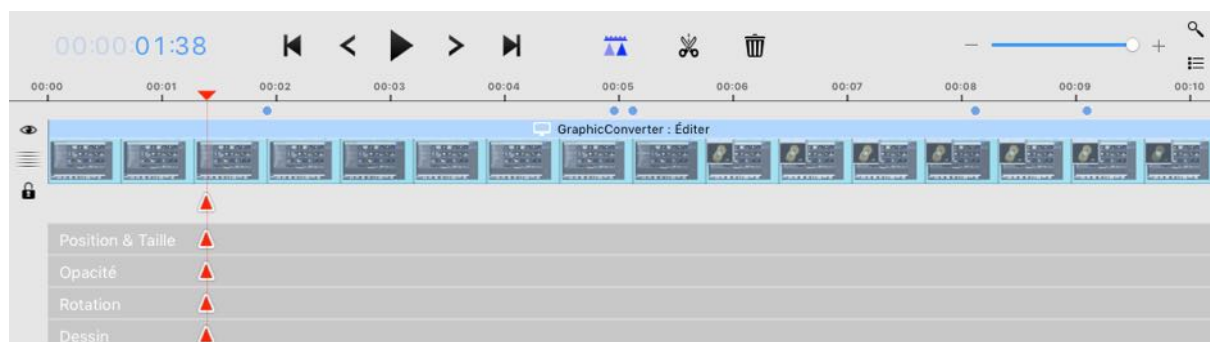 00:00:01:38
00:00 00:01 00:02 00:03 00:04 00:05 00:06 00:07 00:08 00:09 00:10
GraphicConverter : Éditer
Position & Taille
Opacité
Rotation
Dessin